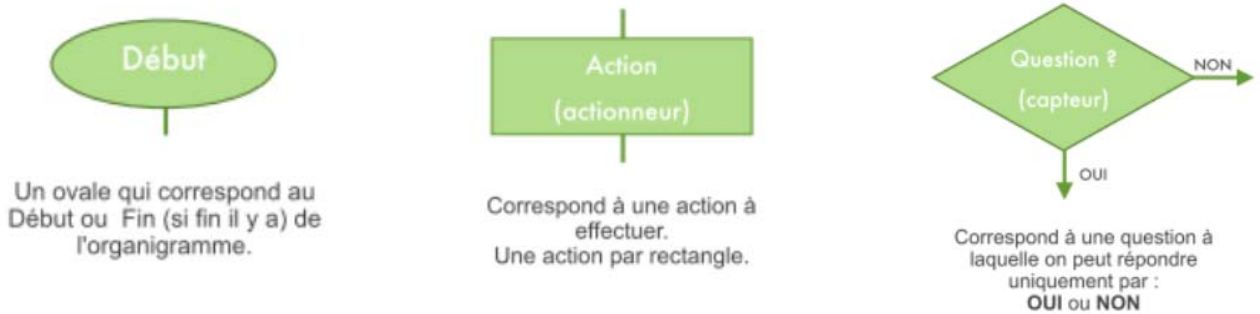 Début
Un ovale qui correspond au
Début ou Fin (si fin il y a) de
l'organigramme.
Action
(actionneur)
Correspond à une action à
effectuer.
Une action par rectangle.
Question ?
(capteur)
NON
OUI
Correspond à une question à
laquelle on peut répondre
uniquement par :
OUI ou NON